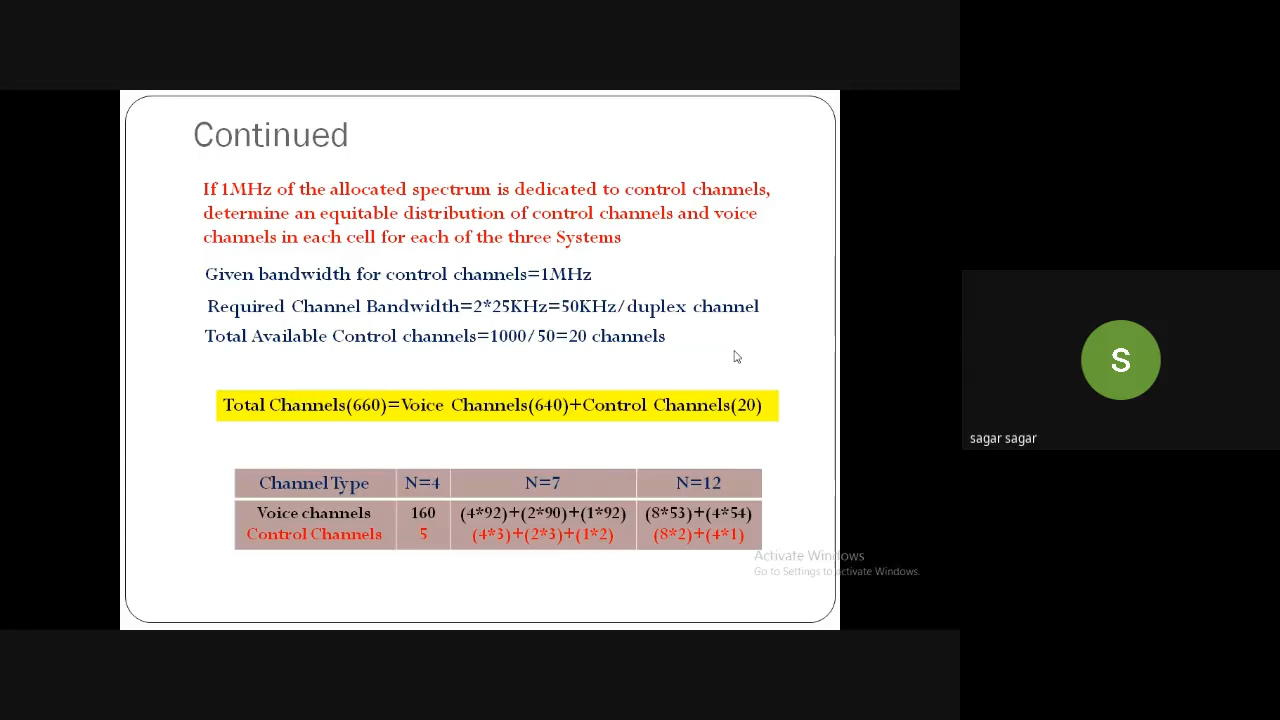 Continued
If 1MHz of the allocated spectrum is dedicated to control channels,
determine an equitable distribution of control channels and voice
channels in each cell for each of the three Systems
Given bandwidth for control channels=1MHz
Required Channel Bandwidth=2*25KHz=50KHz/duplex channel
Total Available Control channels=1000/50=20 channels
Total Channels(660)=Voice Channels(640)+Control Channels(20)
Channel Type N=4 N=7 N=12
Voice channels 160 (4*92)+(2*90)+(1*92) (8*53)+(4*54)
Control Channels 5 (4*3)+(2*3)+(1*2) (8*2)+(4*1)
Activate Windows
Go to Settings to activate Windows.
S
sagar sagar